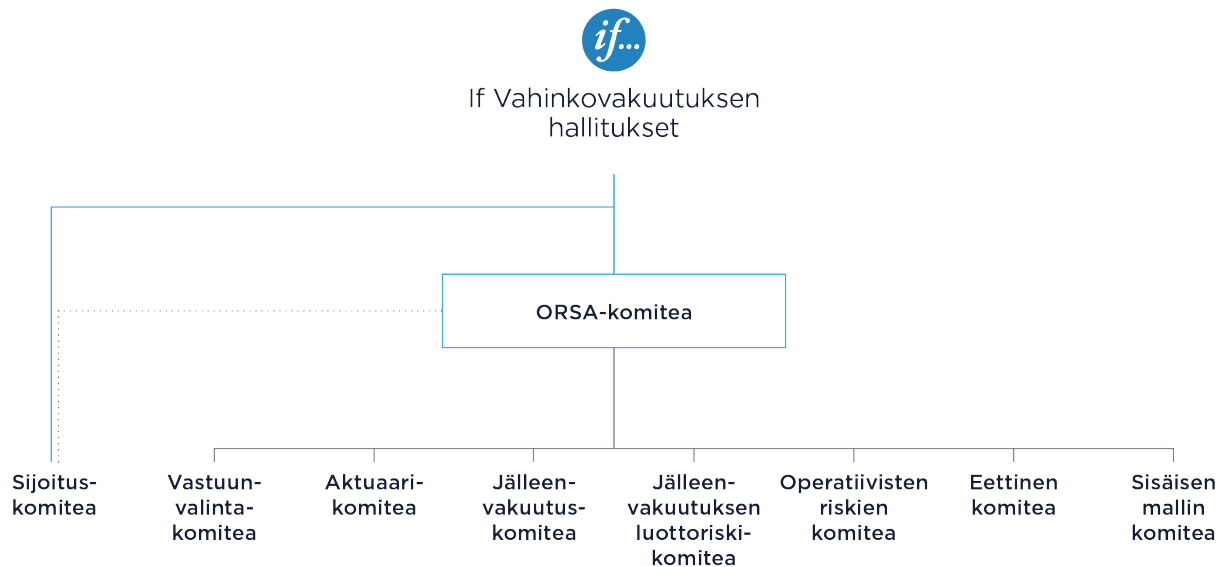 if...
If Vahinkovakuutuksen
hallitukset
ORSA-komitea
Sijoitus-
komitea
Vastuun-
valinta-
komitea
Aktuaari-
komitea
Jälleen-
vakuutus-
komitea
Jälleen-
vakuutuksen
luottoriski-
komitea
Operatiivisten
riskien
komitea
Eettinen
komitea
Sisäisen
mallin
komitea